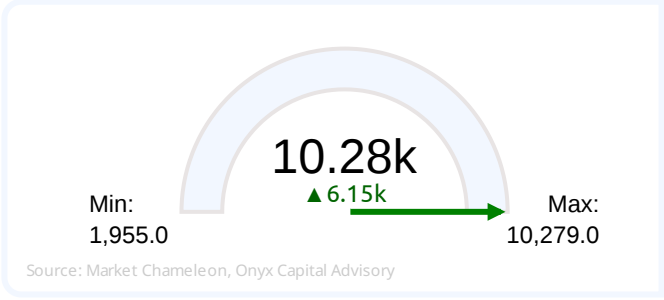 10.28k
▲6.15k
Min:
1,955.0
Max:
10,279.0
Source: Market Chameleon, Onyx Capital Advisory